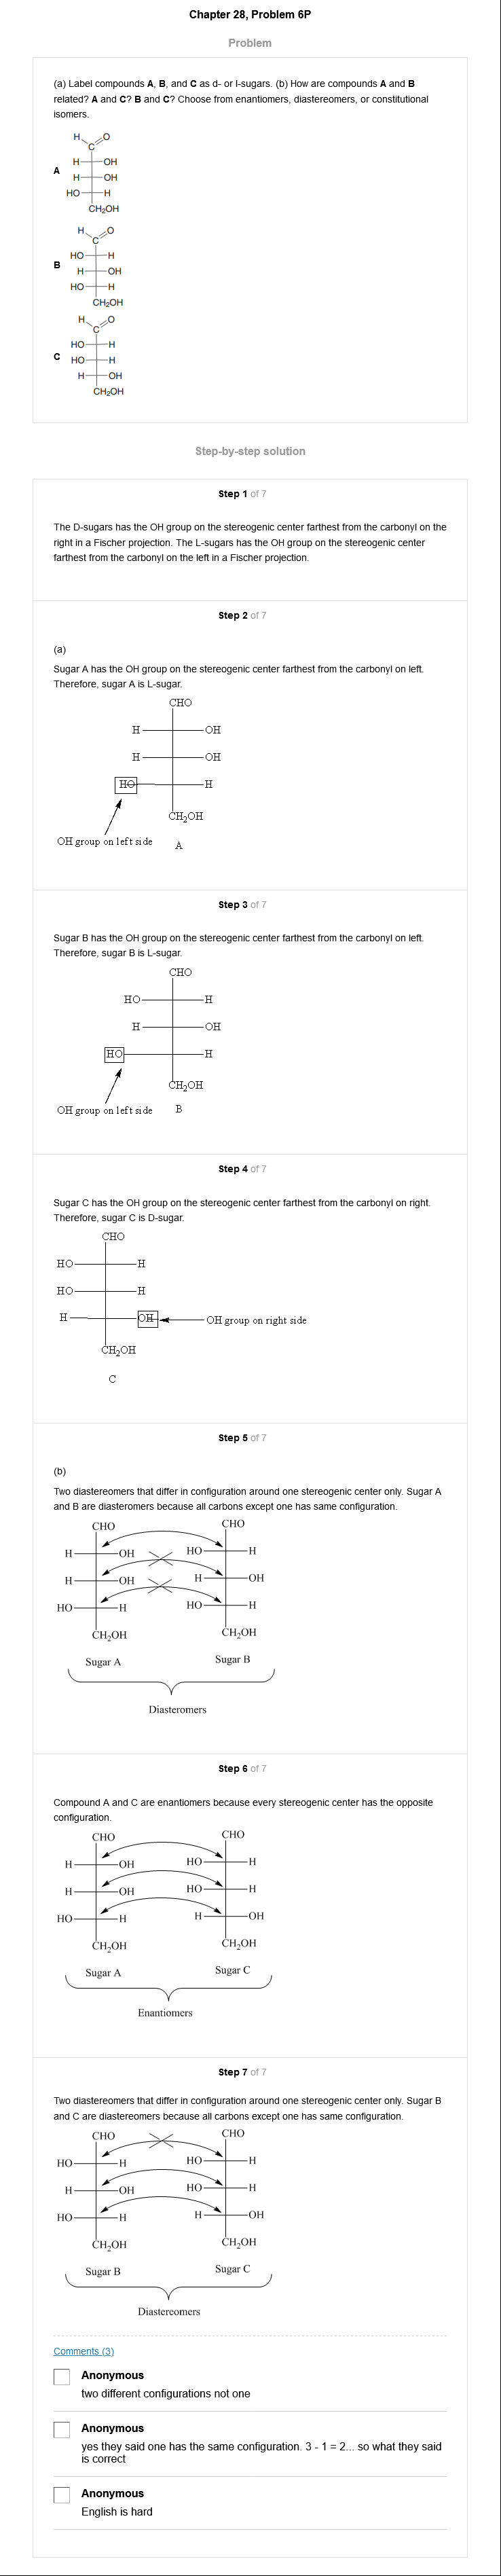 Chapter 28, Problem 6P
Problem
(a) Label compounds A, B, and C as d- or l-sugars. (b) How are compounds A and B
related? A and C? B and C? Choose from enantiomers, diastereomers, or constitutional
isomers.
H O
C
H OH
A
H OH
HO H
CH₂OH
H O
C
HO H
B
H OH
HO H
CH₂OH
H O
C
HO H
C
HO H
H OH
CH₂OH
Step-by-step solution
Step 1 of 7
The D-sugars has the OH group on the stereogenic center farthest from the carbonyl on the
right in a Fischer projection. The L-sugars has the OH group on the stereogenic center
farthest from the carbonyl on the left in a Fischer projection.
Step 2 of 7
(a)
Sugar A has the OH group on the stereogenic center farthest from the carbonyl on left.
Therefore, sugar A is L-sugar.
CHO
H OH
H OH
HO H
CH₂OH
OH group on left side
A
Step 3 of 7
Sugar B has the OH group on the stereogenic center farthest from the carbonyl on left.
Therefore, sugar B is L-sugar.
CHO
HO H
H OH
HO H
CH₂OH
OH group on left side
B
Step 4 of 7
Sugar C has the OH group on the stereogenic center farthest from the carbonyl on right.
Therefore, sugar C is D-sugar.
CHO
HO H
HO H
H OH OH group on right side
CH₂OH
C
Step 5 of 7
(b)
Two diastereomers that differ in configuration around one stereogenic center only. Sugar A
and B are diasteromers because all carbons except one has same configuration.
CHO CHO
H OH HO H
H OH H OH
HO H HO H
CH₂OH CH₂OH
Sugar A Sugar B
Diasteromers
Step 6 of 7
Compound A and C are enantiomers because every stereogenic center has the opposite
configuration.
CHO CHO
H OH HO H
H OH HO H
HO H H OH
CH₂OH CH₂OH
Sugar A Sugar C
Enantiomers
Step 7 of 7
Two diastereomers that differ in configuration around one stereogenic center only. Sugar B
and C are diastereomers because all carbons except one has same configuration.
CHO CHO
HO H HO H
H OH HO H
HO H H OH
CH₂OH CH₂OH
Sugar B Sugar C
Diastereomers
Comments (3)
Anonymous
two different configurations not one
Anonymous
yes they said one has the same configuration. 3 - 1 = 2... so what they said
is correct
Anonymous
English is hard